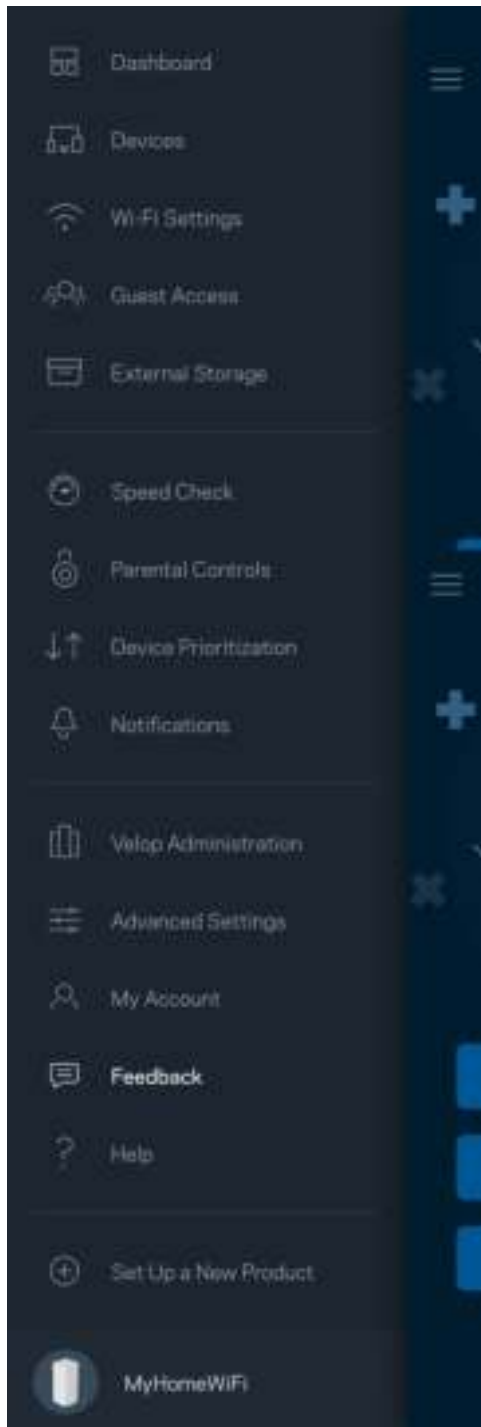 Dashboard
Devices
Wi-Fi Settings
Guest Access
External Storage
Speed Check
Parental Controls
Device Prioritization
Notifications
Velop Administration
Advanced Settings
My Account
Feedback
Help
Set Up a New Product
MyHomeWiFi